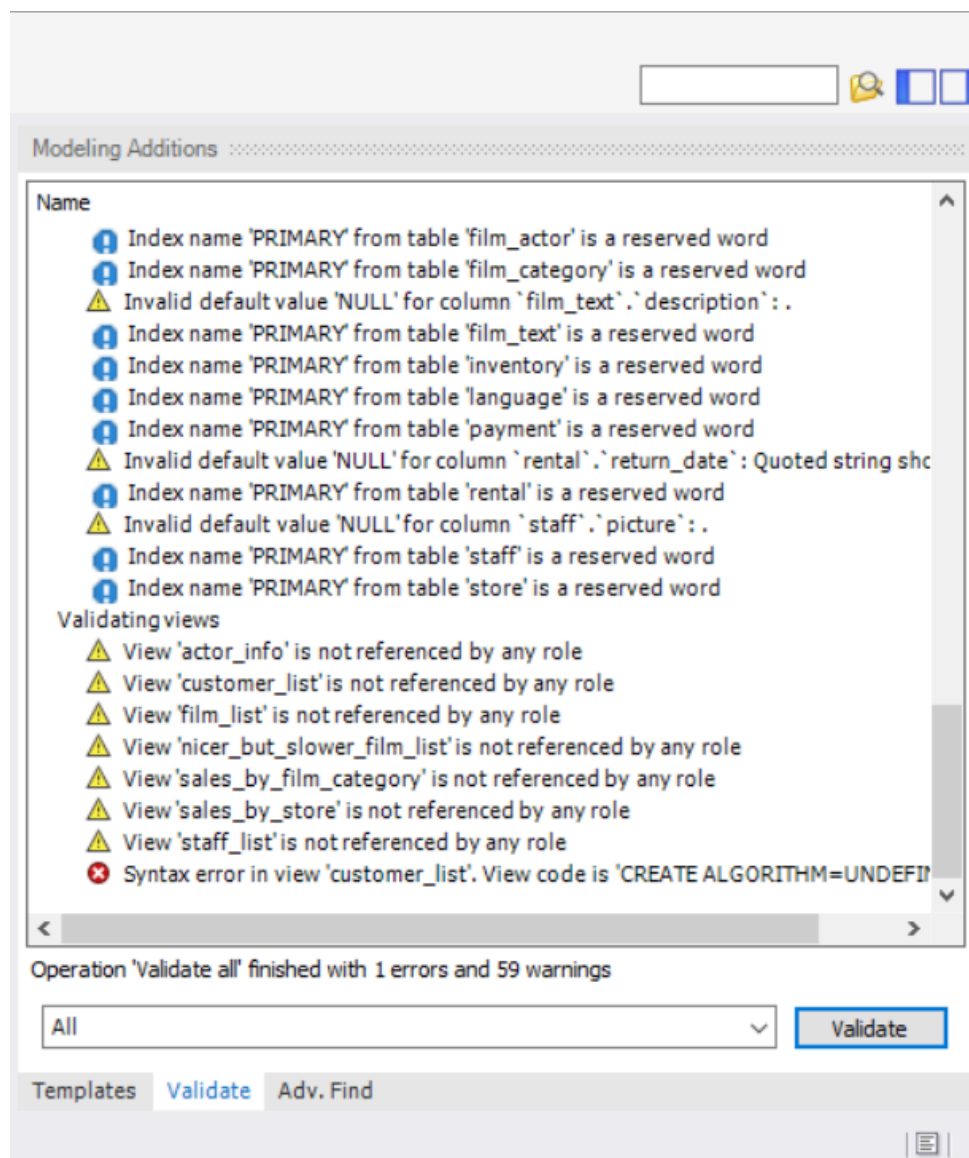 Modeling Additions
Name
Index name 'PRIMARY' from table 'film_actor' is a reserved word
Index name 'PRIMARY' from table 'film_category' is a reserved word
Invalid default value 'NULL' for column `film_text`.`description`: .
Index name 'PRIMARY' from table 'film_text' is a reserved word
Index name 'PRIMARY' from table 'inventory' is a reserved word
Index name 'PRIMARY' from table 'language' is a reserved word
Index name 'PRIMARY' from table 'payment' is a reserved word
Invalid default value 'NULL' for column `rental`.`return_date`: Quoted string sho
Index name 'PRIMARY' from table 'rental' is a reserved word
Invalid default value 'NULL' for column `staff`.`picture`: .
Index name 'PRIMARY' from table 'staff' is a reserved word
Index name 'PRIMARY' from table 'store' is a reserved word
Validating views
View 'actor_info' is not referenced by any role
View 'customer_list' is not referenced by any role
View 'film_list' is not referenced by any role
View 'nicer_but_slower_film_list' is not referenced by any role
View 'sales_by_film_category' is not referenced by any role
View 'sales_by_store' is not referenced by any role
View 'staff_list' is not referenced by any role
Syntax error in view 'customer_list'. View code is 'CREATE ALGORITHM=UNDEFIN
Operation 'Validate all' finished with 1 errors and 59 warnings
All
Validate
Templates Validate Adv. Find